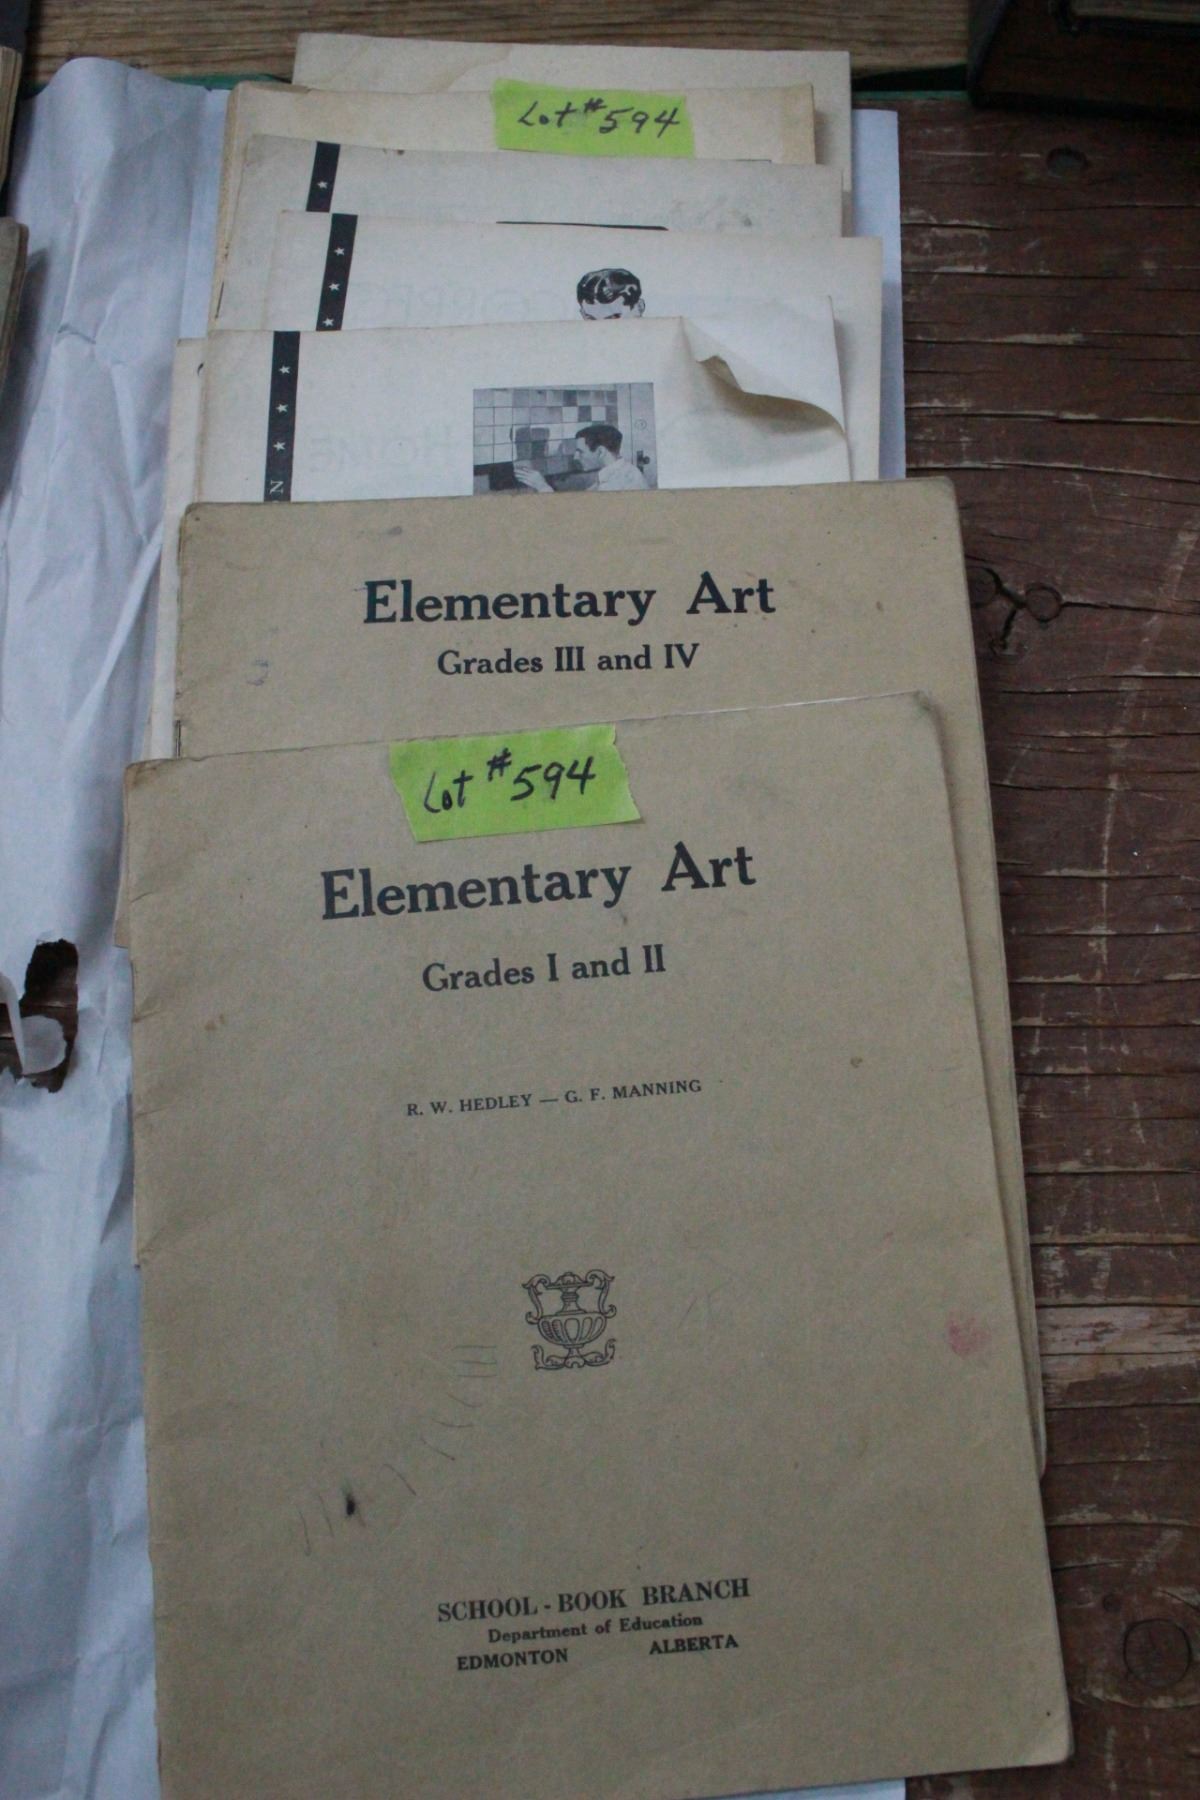 Lot #594
Elementary Art
Grades III and IV
Lot #594
Elementary Art
Grades I and II
R. W. HEDLEY — G. F. MANNING
SCHOOL - BOOK BRANCH
Department of Education
EDMONTON ALBERTA